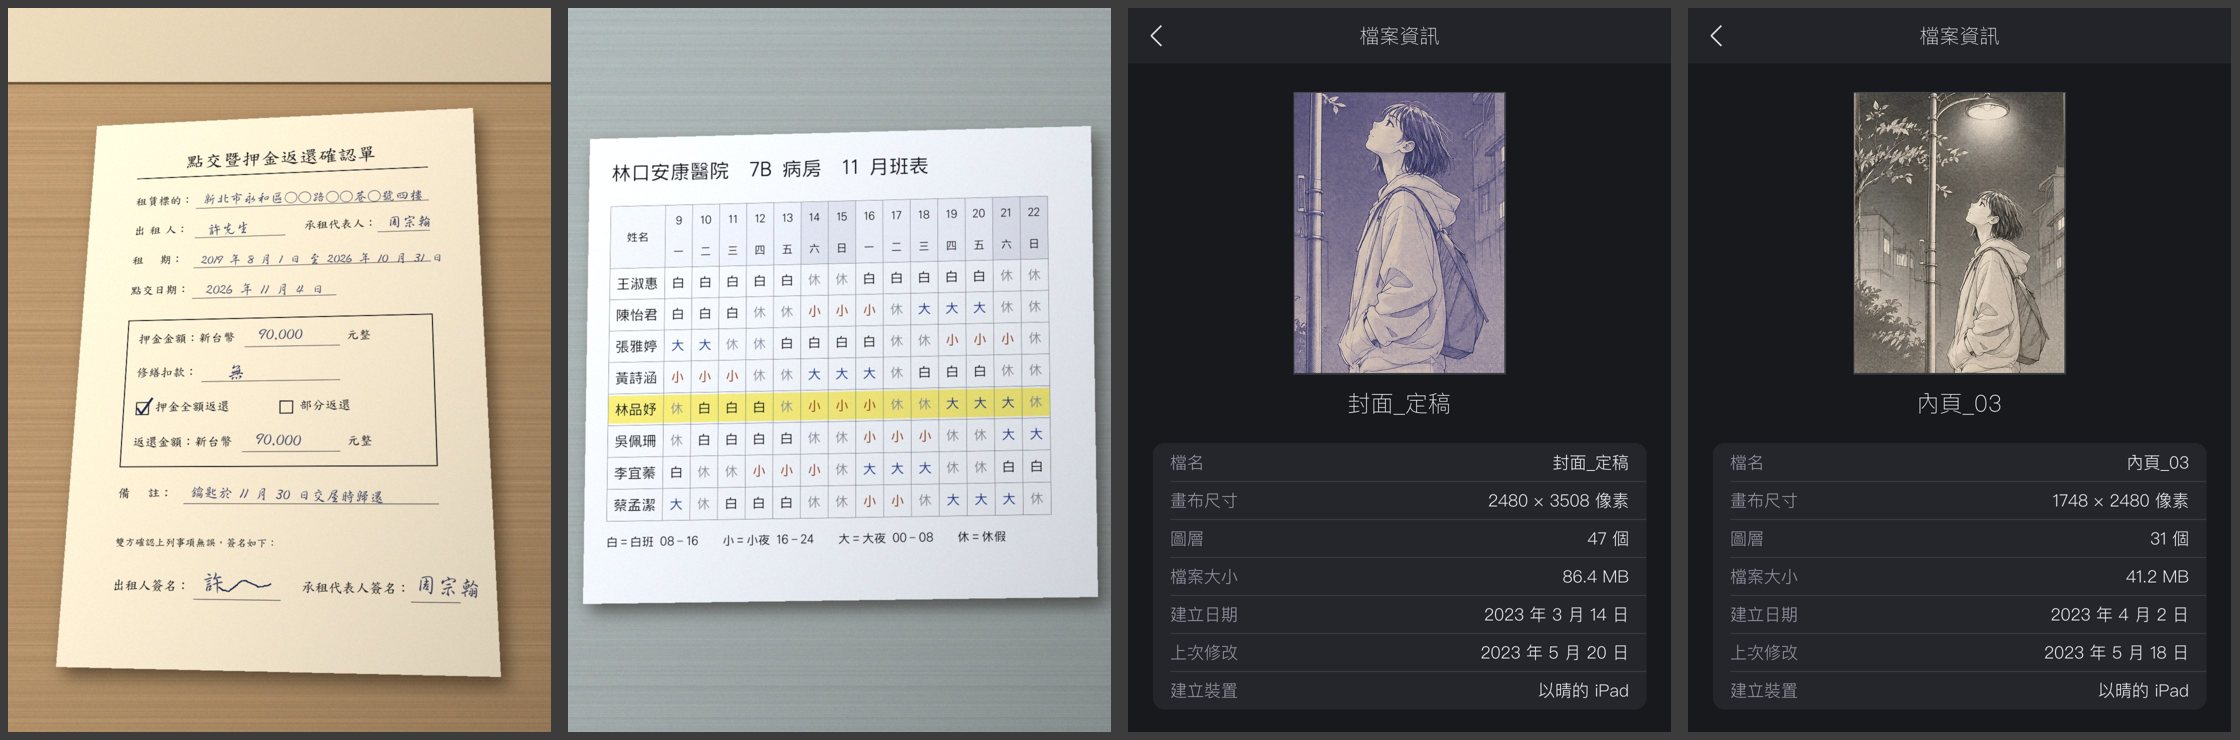 點交暨押金返還確認單
租賃標的：新北市永和區○○路○○巷○號四樓
出 租 人：許先生 承租代表人：周宗翰
租 期：2019 年 8 月 1 日 至 2026 年 10 月 31 日
點交日期：2026 年 11 月 4 日
押金金額：新台幣 90,000 元整
修繕扣款：無
押金全額返還 部分返還
返還金額：新台幣 90,000 元整
備 註：鑰匙於 11 月 30 日交屋時歸還
雙方確認上列事項無誤，簽名如下：
出租人簽名：許 承租代表人簽名：周宗翰
林口安康醫院 7B 病房 11 月班表
姓名 9 10 11 12 13 14 15 16 17 18 19 20 21 22
一 二 三 四 五 六 日 一 二 三 四 五 六 日
王淑惠 白 白 白 白 白 休 休 白 白 白 白 白 休 休
陳怡君 白 白 白 休 休 小 小 小 休 大 大 大 休 休
張雅婷 大 大 休 休 白 白 白 白 休 休 小 小 小 休
黃詩涵 小 小 小 休 休 大 大 大 休 白 白 白 休 休
林品妤 休 白 白 白 休 小 小 小 休 休 大 大 大 休
吳佩珊 休 白 白 白 白 休 休 小 小 小 休 休 大 大
李宜蓁 白 休 休 小 小 小 休 大 大 大 休 休 白 白
蔡孟潔 大 休 白 白 白 休 休 小 小 休 大 大 大 休
白＝白班 08－16 小＝小夜 16－24 大＝大夜 00－08 休＝休假
檔案資訊
封面_定稿
檔名 封面_定稿
畫布尺寸 2480 × 3508 像素
圖層 47 個
檔案大小 86.4 MB
建立日期 2023 年 3 月 14 日
上次修改 2023 年 5 月 20 日
建立裝置 以晴的 iPad
檔案資訊
內頁_03
檔名 內頁_03
畫布尺寸 1748 × 2480 像素
圖層 31 個
檔案大小 41.2 MB
建立日期 2023 年 4 月 2 日
上次修改 2023 年 5 月 18 日
建立裝置 以晴的 iPad